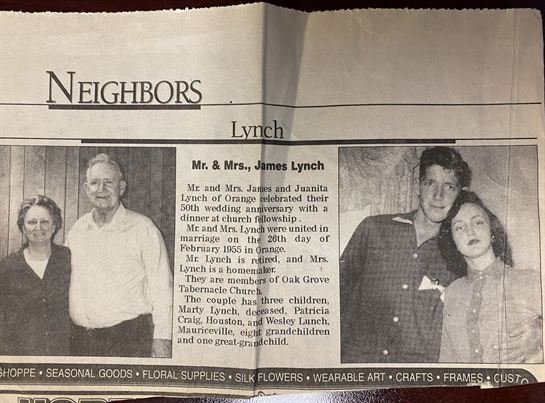 NEIGHBORS
Lynch
Mr. & Mrs., James Lynch
Mr. and Mrs. James and Juanita
Lynch of Orange celebrated their
50th wedding anniversary with a
dinner at church fellowship.
Mr. and Mrs. Lynch were united in
marriage on the 26th day of
February 1955 in Orange.
Mr. Lynch is retired, and Mrs.
Lynch is a homemaker.
They are members of Oak Grove
Tabernacle Church.
The couple has three children,
Marty Lynch, deceased, Patricia
Craig, Houston, and Wesley Lunch,
Mauriceville, eight grandchildren
and one great-grandchild.
SHOPPE • SEASONAL GOODS • FLORAL SUPPLIES • SILK FLOWERS • WEARABLE ART • CRAFTS • FRAMES • CUSTO